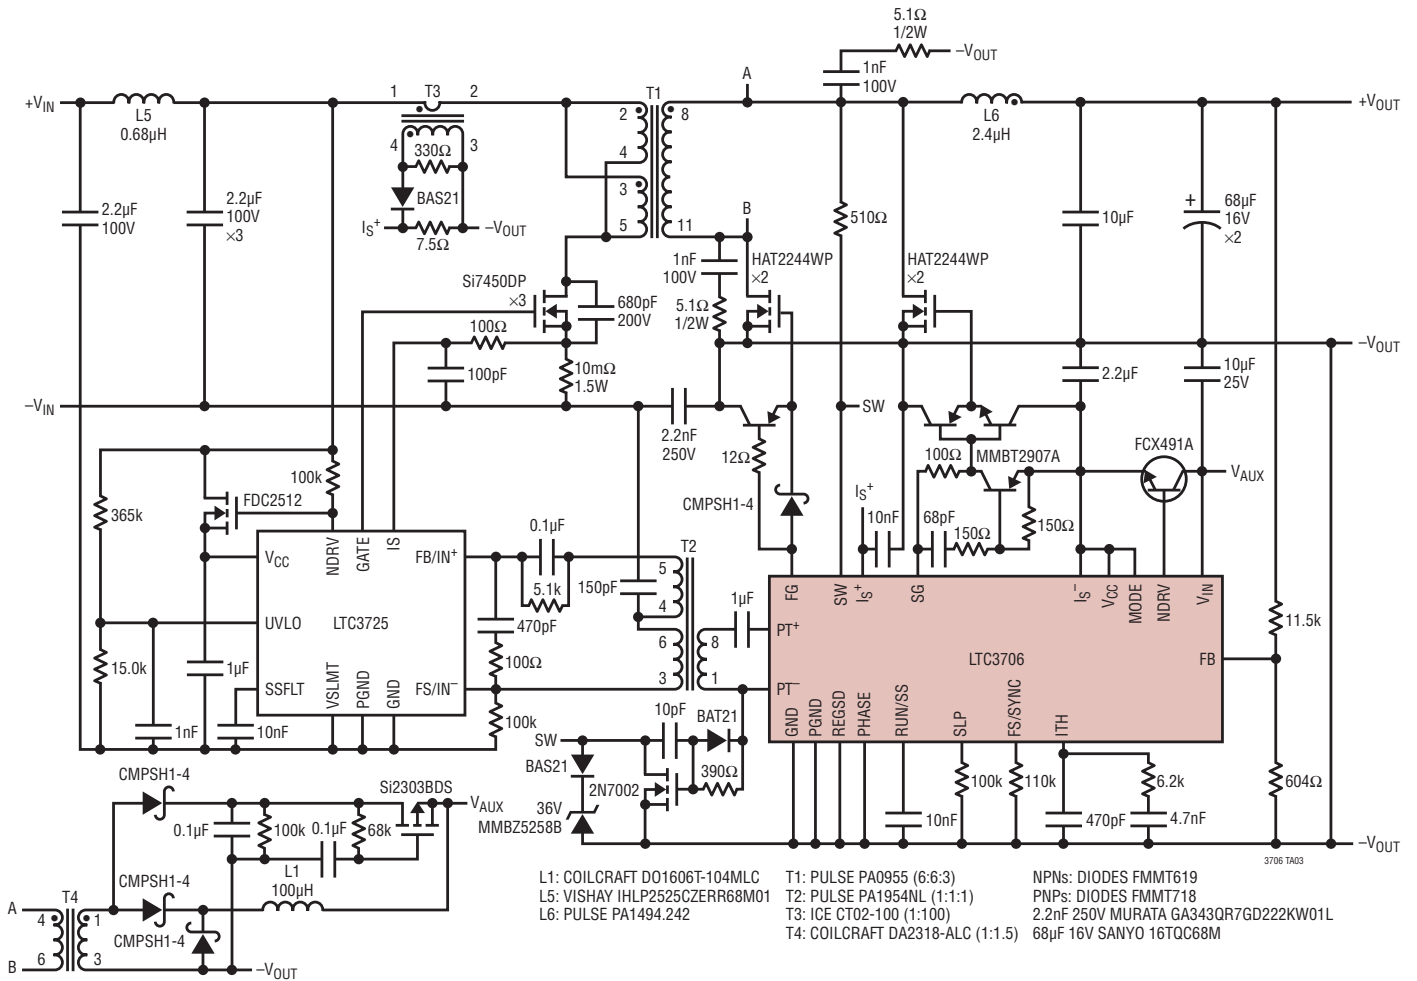 5.1Ω
1/2W
–VOUT
1nF
100V
A
+VIN
L5
0.68µH
1
T3
2
4
330Ω
3
BAS21
IS+
7.5Ω
–VOUT
T1
2
8
4
3
5
11
L6
2.4µH
+VOUT
2.2µF
100V
2.2µF
100V
×3
B
510Ω
10µF
+
68µF
16V
×2
1nF
100V
HAT2244WP
×2
HAT2244WP
×2
Si7450DP
×3
680pF
200V
5.1Ω
1/2W
100Ω
100pF
10mΩ
1.5W
–VOUT
2.2µF
10µF
25V
–VIN
2.2nF
250V
SW
12Ω
CMPSH1-4
100Ω
MMBT2907A
FCX491A
VAUX
IS+
10nF
68pF
150Ω
150Ω
100k
FDC2512
365k
0.1µF
5.1k
T2
5
4
6
3
8
1
150pF
1µF
470pF
100Ω
100k
VCC
NDRV
GATE
IS
FB/IN+
UVLO
LTC3725
SSFLT
VSLMT
PGND
GND
FS/IN–
15.0k
1µF
1nF
10nF
FG
SW
IS+
SG
IS–
VCC
MODE
NDRV
VIN
PT+
LTC3706
FB
PT–
GND
PGND
REGSD
PHASE
RUN/SS
SLP
FS/SYNC
ITH
11.5k
10pF
BAT21
SW
BAS21
390Ω
2N7002
36V
MMBZ5258B
10nF
100k
110k
470pF
6.2k
4.7nF
604Ω
–VOUT
3706 TA03
CMPSH1-4
Si2303BDS
VAUX
0.1µF
100k
0.1µF
68k
L1
100µH
CMPSH1-4
T4
A
4
1
CMPSH1-4
B
6
3
–VOUT
L1: COILCRAFT DO1606T-104MLC
L5: VISHAY IHLP2525CZERR68M01
L6: PULSE PA1494.242
T1: PULSE PA0955 (6:6:3)
T2: PULSE PA1954NL (1:1:1)
T3: ICE CT02-100 (1:100)
T4: COILCRAFT DA2318-ALC (1:1.5)
NPNs: DIODES FMMT619
PNPs: DIODES FMMT718
2.2nF 250V MURATA GA343QR7GD222KW01L
68µF 16V SANYO 16TQC68M